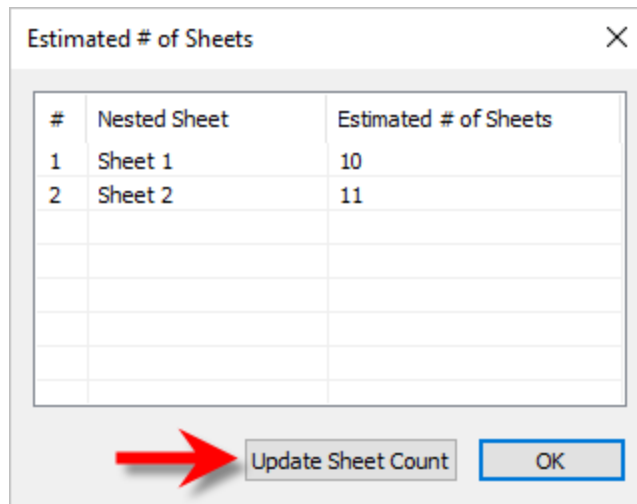 Estimated # of Sheets
# Nested Sheet Estimated # of Sheets
1 Sheet 1 10
2 Sheet 2 11
Update Sheet Count OK